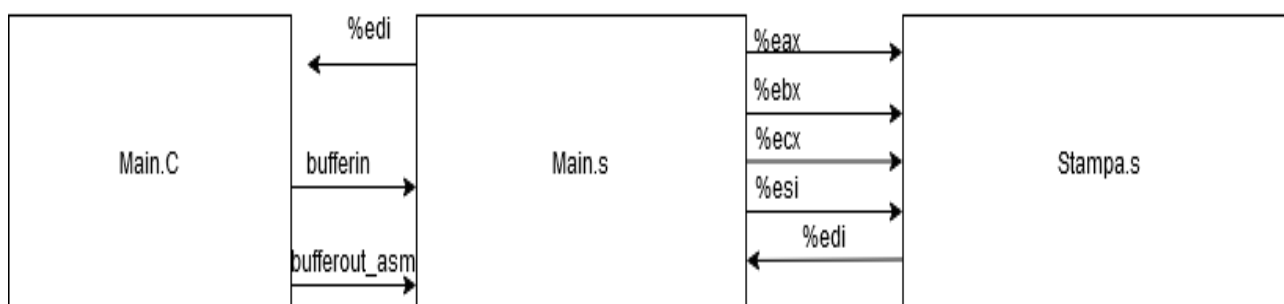 %edi
%eax
%ebx
%ecx
Main.C
bufferin
Main.s
Stampa.s
%esi
%edi
bufferout_asm